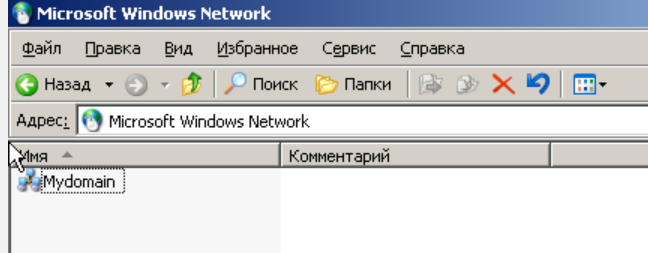 Microsoft Windows Network
Файл Правка Вид Избранное Сервис Справка
Назад Поиск Папки
Адрес: Microsoft Windows Network
Имя Комментарий
Mydomain